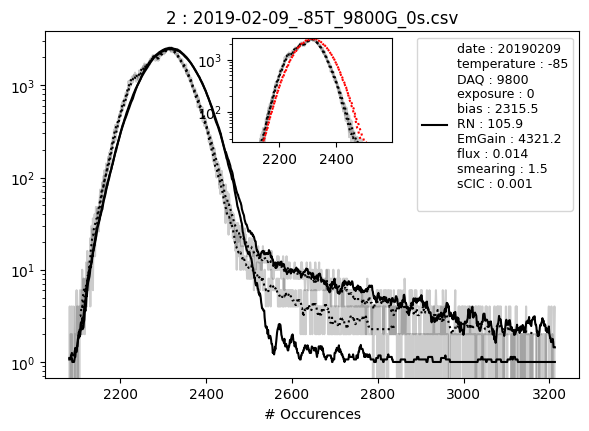 2 : 2019-02-09_-85T_9800G_0s.csv
date : 20190209
temperature : -85
DAQ : 9800
exposure : 0
bias : 2315.5
RN : 105.9
EmGain : 4321.2
flux : 0.014
smearing : 1.5
sCIC : 0.001
10³
10²
10¹
10⁰
10³
10²
2200 2400
2200 2400 2600 2800 3000 3200
# Occurences